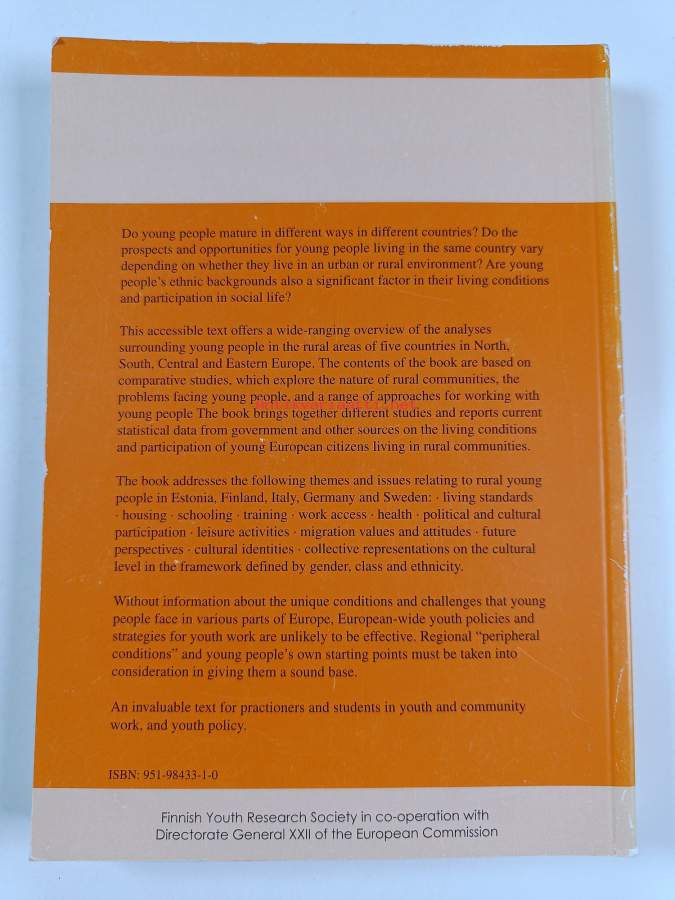 Do young people mature in different ways in different countries? Do the
prospects and opportunities for young people living in the same country vary
depending on whether they live in an urban or rural environment? Are young
people's ethnic backgrounds also a significant factor in their living conditions
and participation in social life?
This accessible text offers a wide-ranging overview of the analyses
surrounding young people in the rural areas of five countries in North,
South, Central and Eastern Europe. The contents of the book are based on
comparative studies, which explore the nature of rural communities, the
problems facing young people, and a range of approaches for working with
young people The book brings together different studies and reports current
statistical data from government and other sources on the living conditions
and participation of young European citizens living in rural communities.
The book addresses the following themes and issues relating to rural young
people in Estonia, Finland, Italy, Germany and Sweden: · living standards
· housing · schooling · training · work access · health · political and cultural
participation · leisure activities · migration values and attitudes · future
perspectives · cultural identities · collective representations on the cultural
level in the framework defined by gender, class and ethnicity.
Without information about the unique conditions and challenges that young
people face in various parts of Europe, European-wide youth policies and
strategies for youth work are unlikely to be effective. Regional “peripheral
conditions” and young people's own starting points must be taken into
consideration in giving them a sound base.
An invaluable text for practioners and students in youth and community
work, and youth policy.
ISBN: 951-98433-1-0
Finnish Youth Research Society in co-operation with
Directorate General XXII of the European Commission